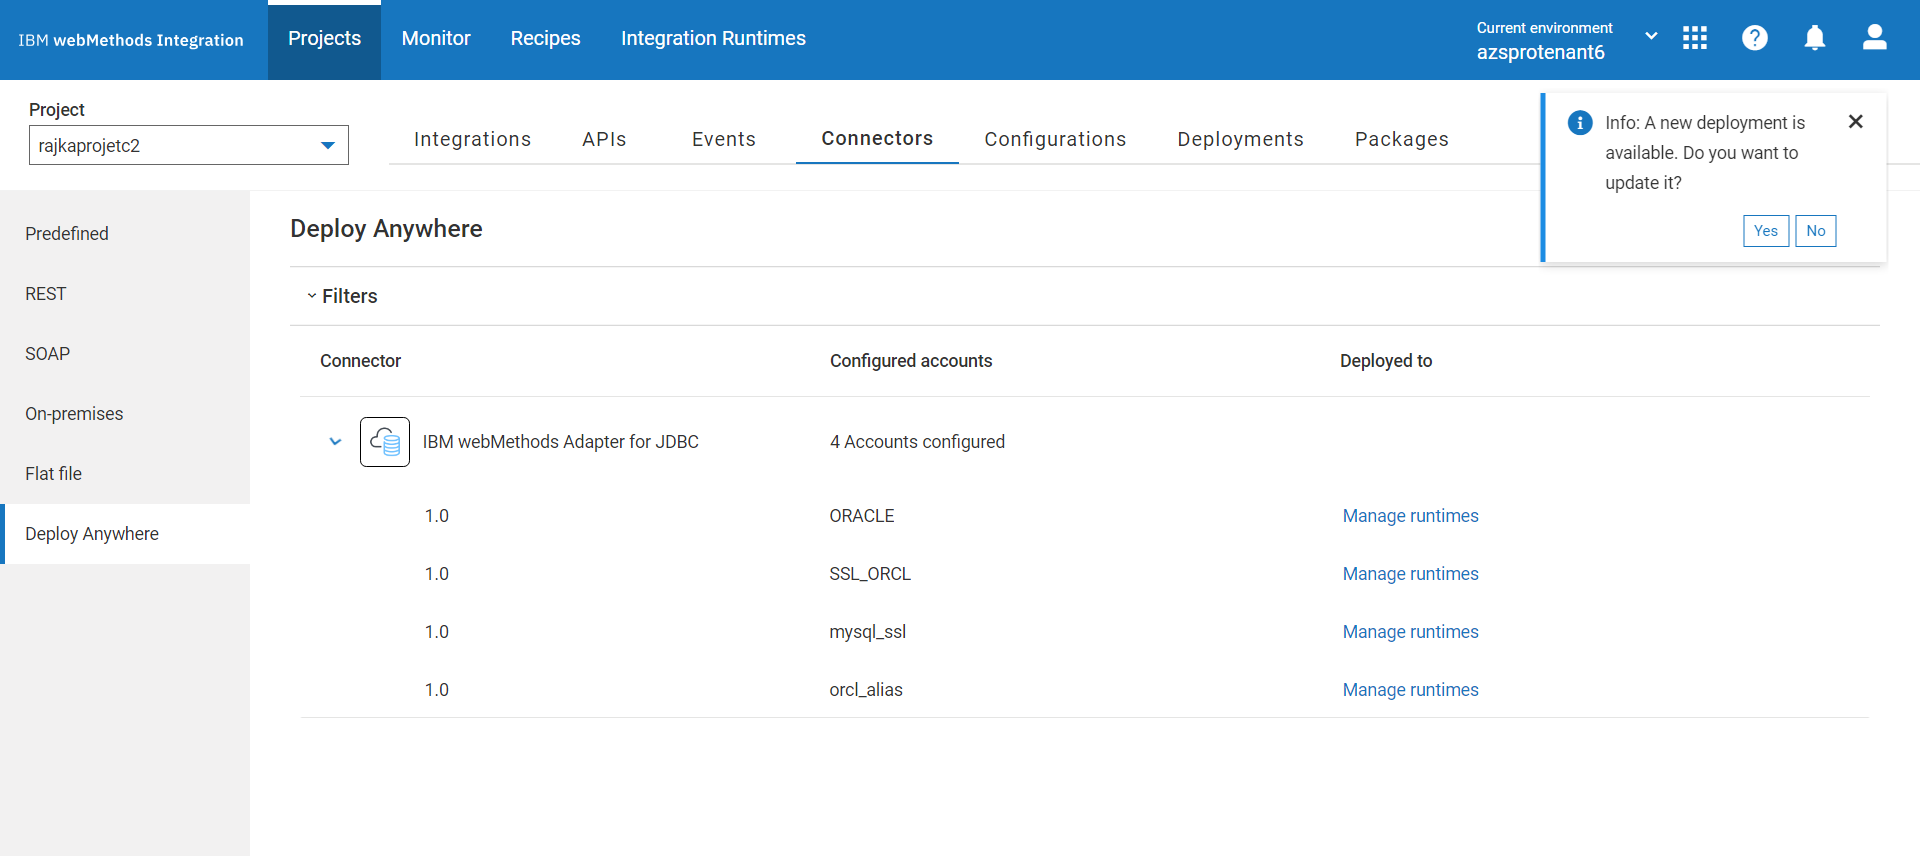 IBM webMethods Integration
Projects
Monitor
Recipes
Integration Runtimes
Current environment
azsprotenant6
Project
rajkaprojetc2
Integrations
APIs
Events
Connectors
Configurations
Deployments
Packages
Info: A new deployment is
available. Do you want to
update it?
Yes
No
Predefined
REST
SOAP
On-premises
Flat file
Deploy Anywhere
Deploy Anywhere
Filters
Connector Configured accounts Deployed to
IBM webMethods Adapter for JDBC 4 Accounts configured
1.0 ORACLE Manage runtimes
1.0 SSL_ORCL Manage runtimes
1.0 mysql_ssl Manage runtimes
1.0 orcl_alias Manage runtimes